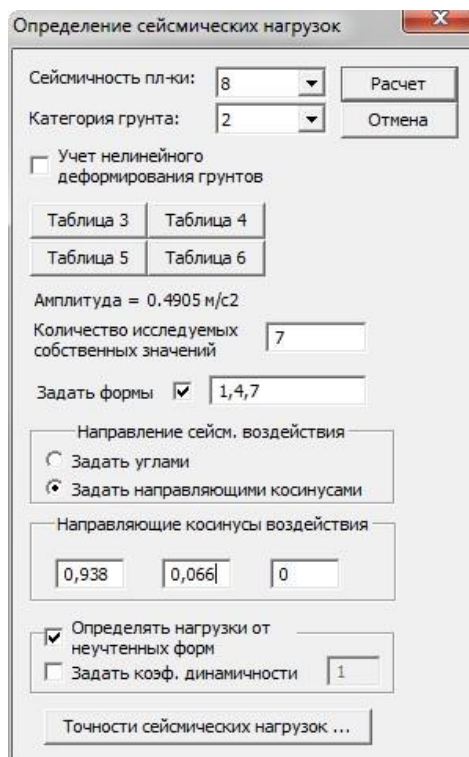 Определение сейсмических нагрузок
Сейсмичность пл-ки: 8 Расчет
Категория грунта: 2 Отмена
Учет нелинейного
деформирования грунтов
Таблица 3 Таблица 4
Таблица 5 Таблица 6
Амплитуда = 0.4905 м/с2
Количество исследуемых
собственных значений 7
Задать формы 1,4,7
Направление сейсм. воздействия
Задать углами
Задать направляющими косинусами
Направляющие косинусы воздействия
0,938 0,066 0
Определять нагрузки от
неучтенных форм
Задать коэф. динамичности 1
Точности сейсмических нагрузок ...